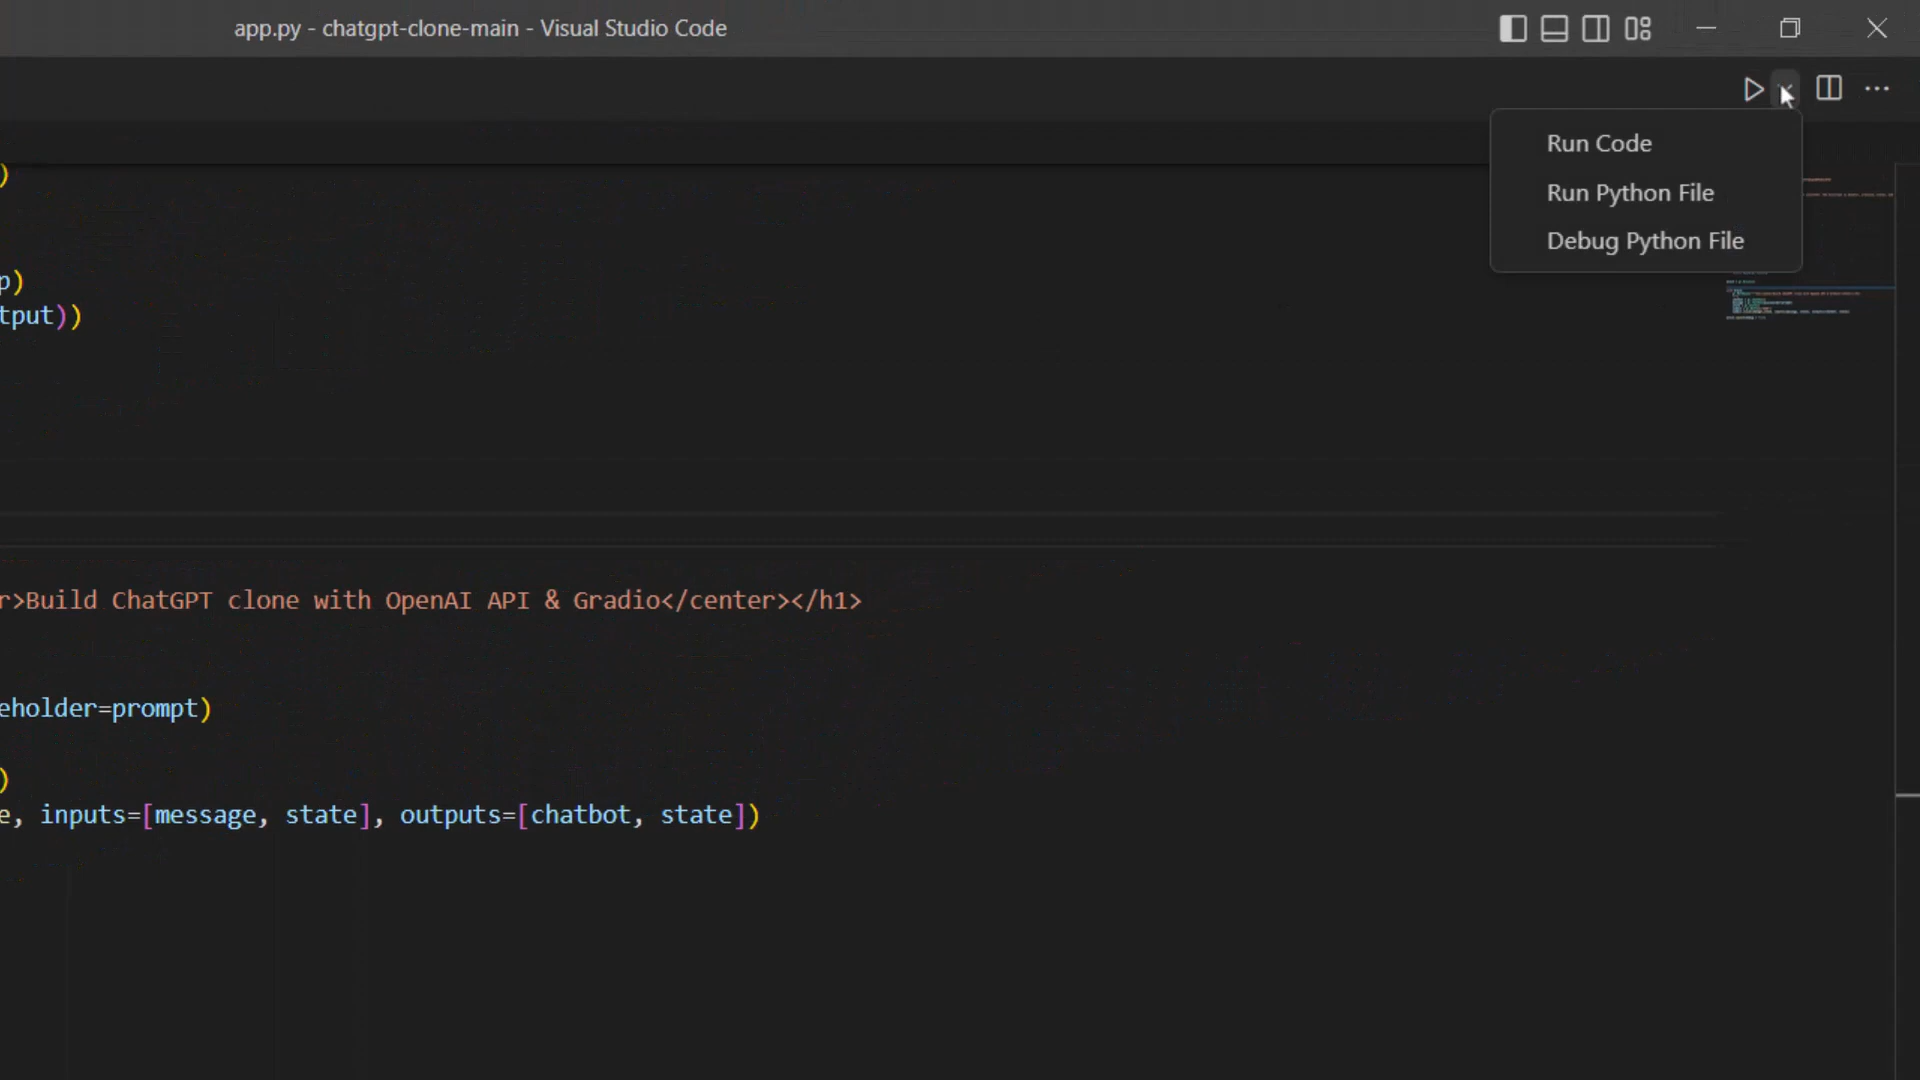 app.py - chatgpt-clone-main - Visual Studio Code
Run Code
)
Run Python File
Debug Python File
p)
tput))
r>Build ChatGPT clone with OpenAI API & Gradio</center></h1>
eholder=prompt)
)
e, inputs=[message, state], outputs=[chatbot, state])